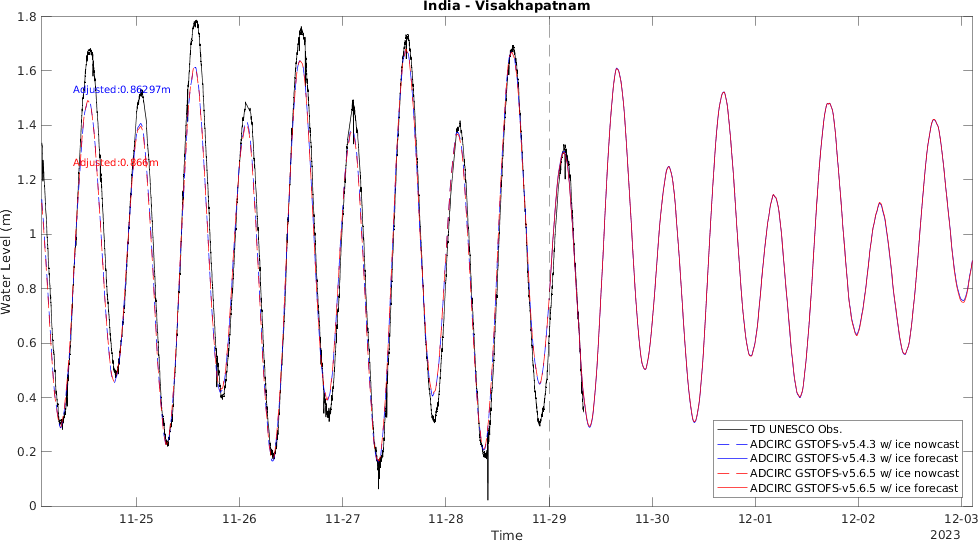 India - Visakhapatnam
1.8
1.6
1.4
1.2
1
0.8
0.6
0.4
0.2
0
Water Level (m)
Adjusted:0.86297m
Adjusted:0.866m
TD UNESCO Obs.
ADCIRC GSTOFS-v5.4.3 w/ ice nowcast
ADCIRC GSTOFS-v5.4.3 w/ ice forecast
ADCIRC GSTOFS-v5.6.5 w/ ice nowcast
ADCIRC GSTOFS-v5.6.5 w/ ice forecast
11-25 11-26 11-27 11-28 11-29 11-30 12-01 12-02 12-03
Time
2023